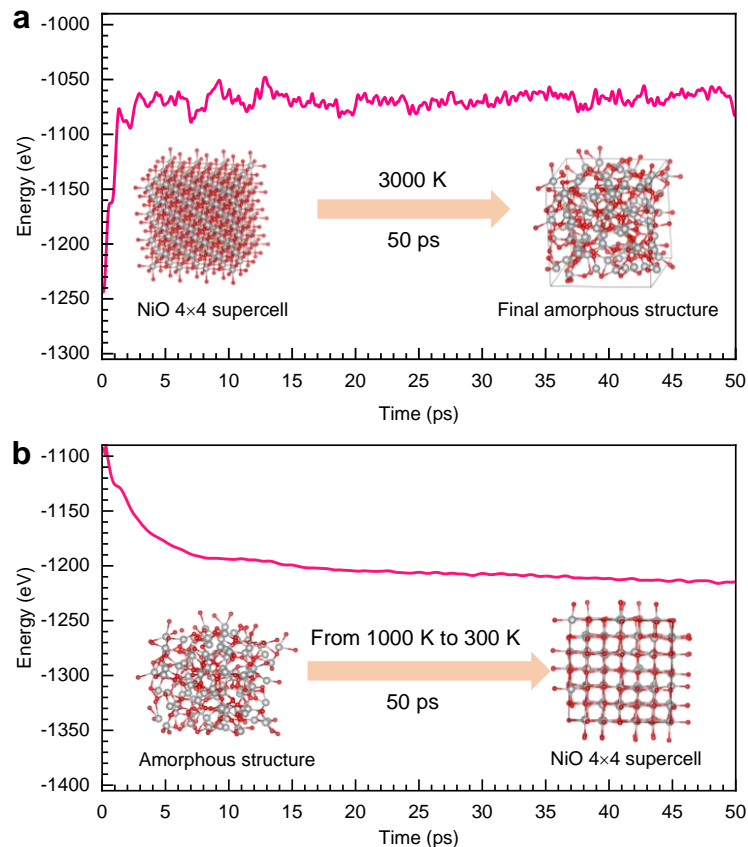 a
-1000
-1050
-1100
-1150
-1200
-1250
-1300
Energy (eV)
3000 K
50 ps
NiO 4×4 supercell
Final amorphous structure
0 5 10 15 20 25 30 35 40 45 50
Time (ps)
b
-1100
-1150
-1200
-1250
-1300
-1350
-1400
Energy (eV)
From 1000 K to 300 K
50 ps
Amorphous structure
NiO 4×4 supercell
0 5 10 15 20 25 30 35 40 45 50
Time (ps)